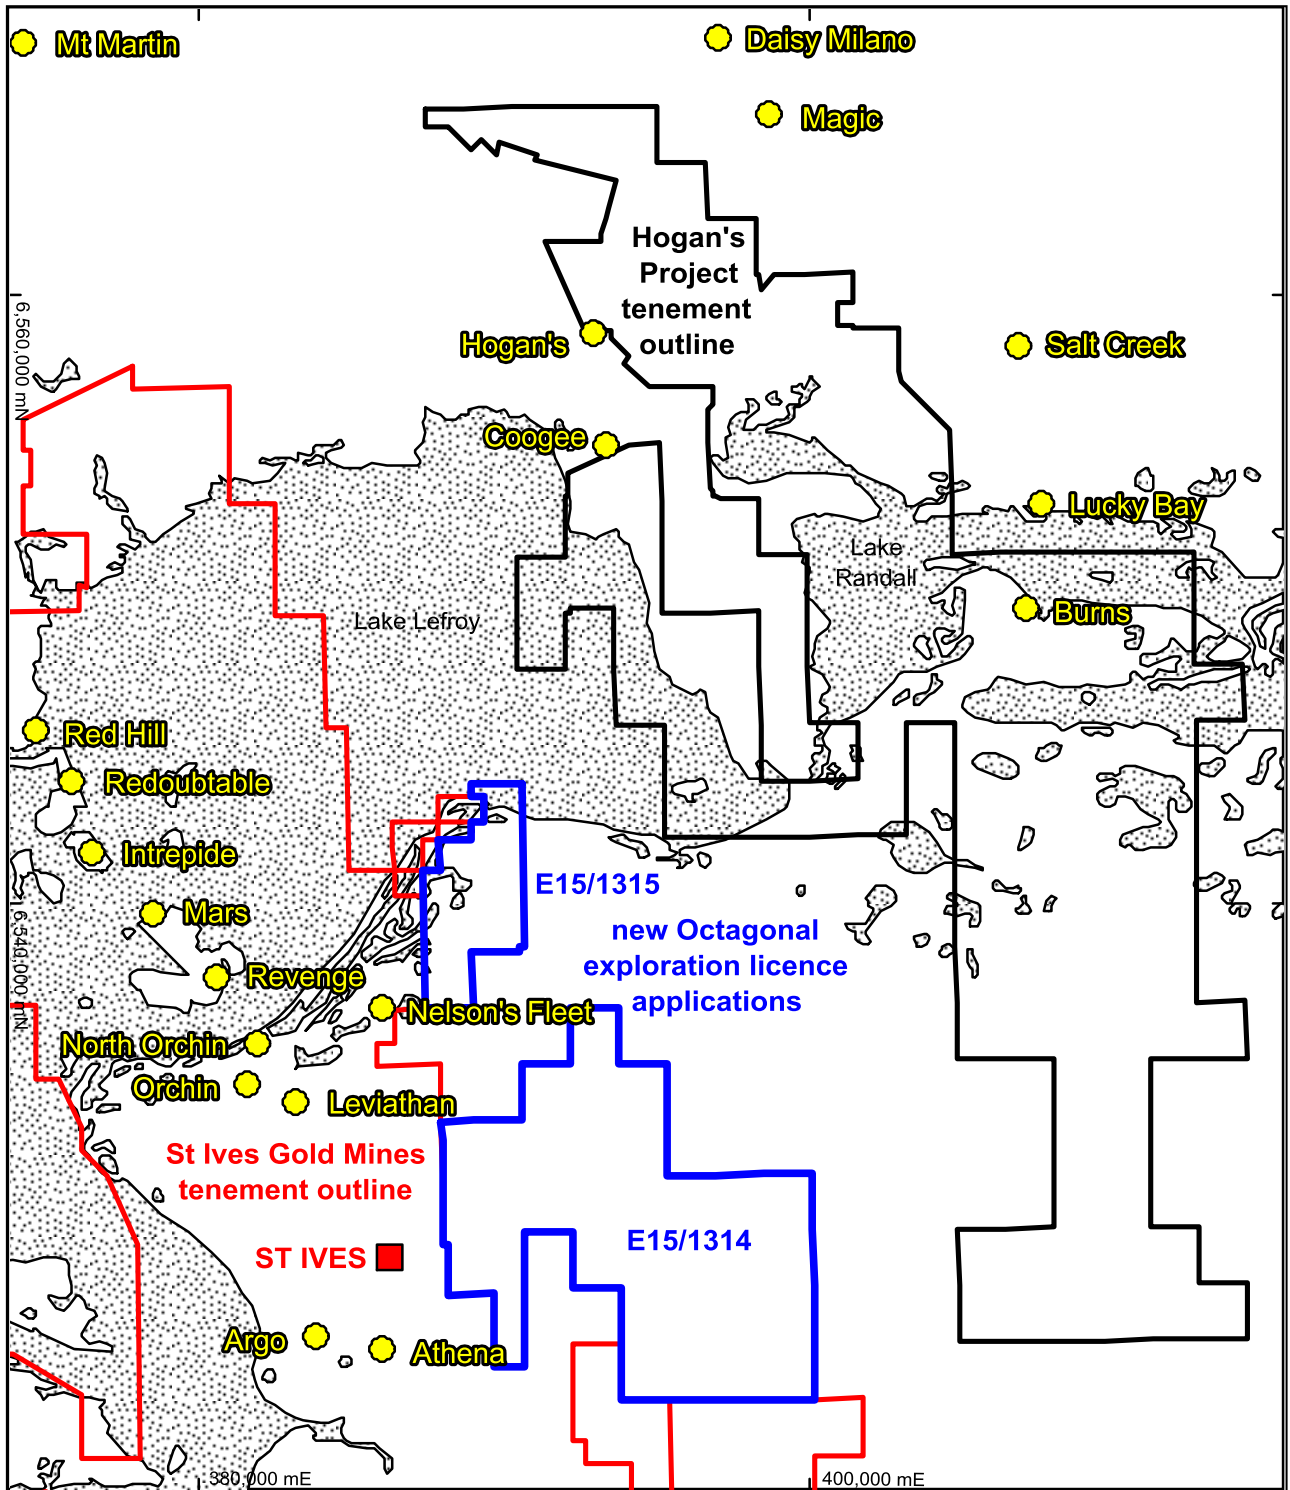 Mt Martin
Daisy Milano
Magic
Hogan's
Project
tenement
outline
6,560,000 mN
Hogan's
Salt Creek
Coogee
Lucky Bay
Lake
Randall
Lake Lefroy
Burns
Red Hill
Redoubtable
Intrepide
E15/1315
Mars
new Octagonal
exploration licence
applications
6,540,000 mN
Revenge
Nelson's Fleet
North Orchin
Orchin
Leviathan
St Ives Gold Mines
tenement outline
E15/1314
ST IVES
Argo
Athena
380,000 mE
400,000 mE